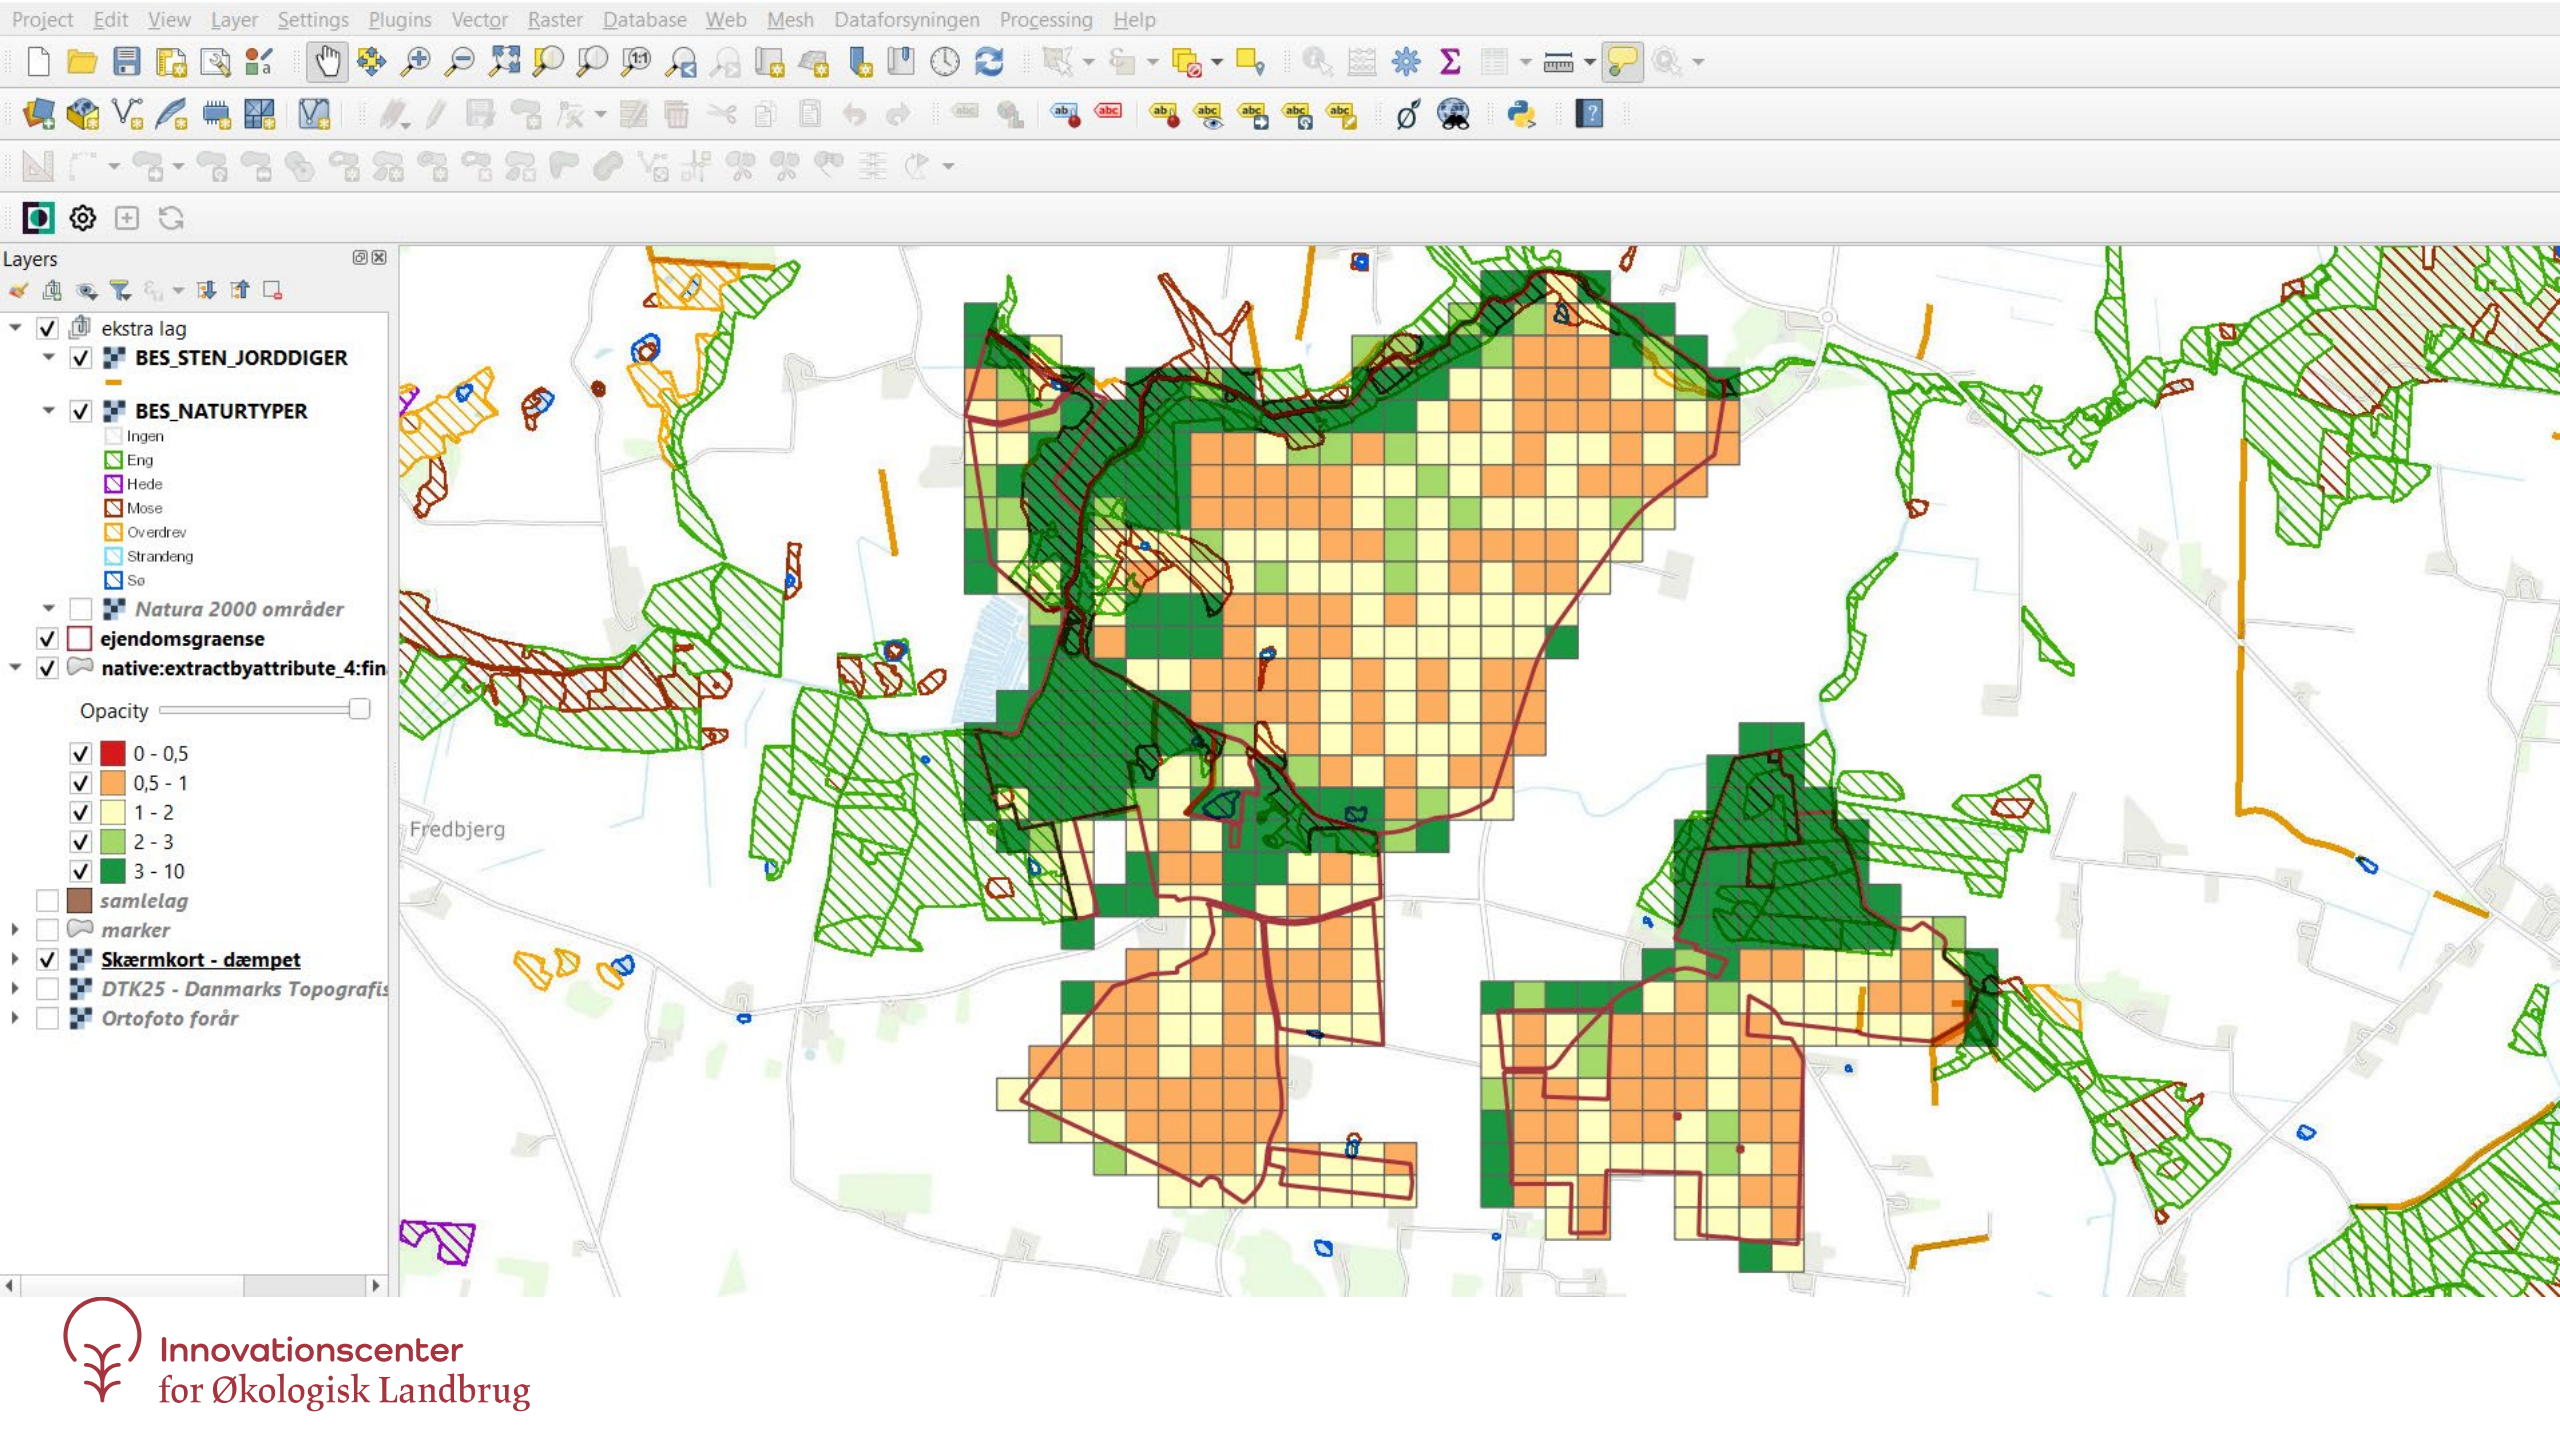 Project Edit View Layer Settings Plugins Vector Raster Database Web Mesh Dataforsyningen Processing Help
Layers
ekstra lag
BES_STEN_JORDDIGER
BES_NATURTYPER
Ingen
Eng
Hede
Mose
Overdrev
Strandeng
Sø
Natura 2000 områder
ejendomsgraense
native:extractbyattribute_4:fin
Opacity
0 - 0,5
0,5 - 1
1 - 2
2 - 3
3 - 10
samlelag
marker
Skærmkort - dæmpet
DTK25 - Danmarks Topografis
Ortofoto forår
Fredbjerg
Innovationscenter
for Økologisk Landbrug